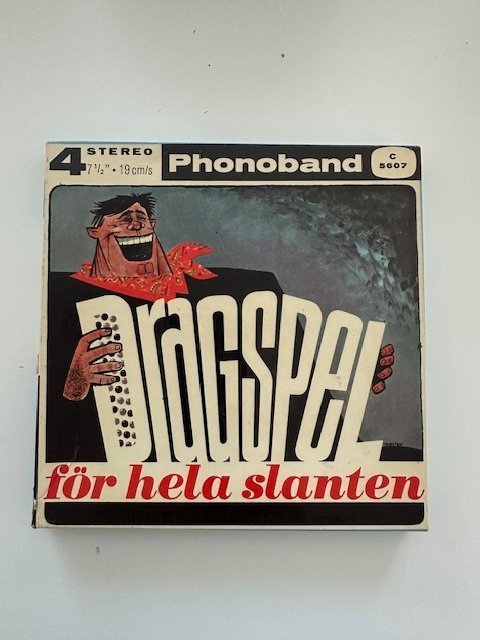 4 STEREO
7 1/2" • 19 cm/s
Phonoband
C
5607
DRAGSPEL
för hela slanten